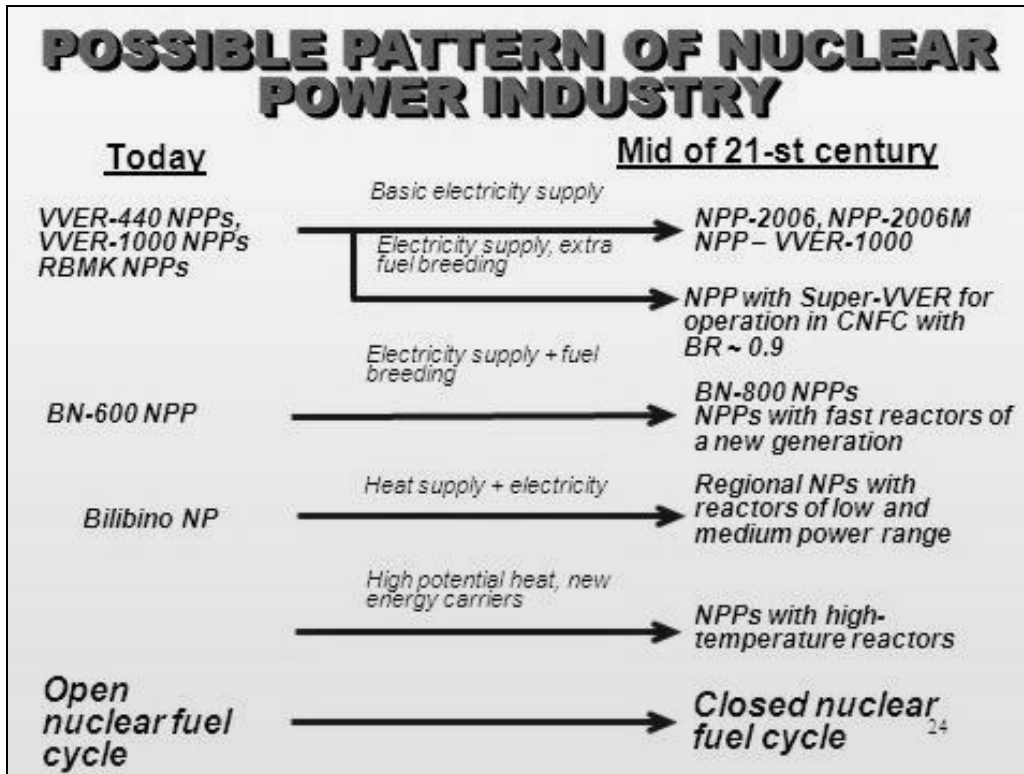 POSSIBLE PATTERN OF NUCLEAR
POWER INDUSTRY
Today
Mid of 21-st century
VVER-440 NPPs,
VVER-1000 NPPs
RBMK NPPs
Basic electricity supply
NPP-2006, NPP-2006M
NPP – VVER-1000
Electricity supply, extra
fuel breeding
NPP with Super-VVER for
operation in CNFC with
BR ~ 0.9
BN-600 NPP
Electricity supply + fuel
breeding
BN-800 NPPs
NPPs with fast reactors of
a new generation
Bilibino NP
Heat supply + electricity
Regional NPs with
reactors of low and
medium power range
High potential heat, new
energy carriers
NPPs with high-
temperature reactors
Open
nuclear fuel
cycle
Closed nuclear
fuel cycle
24